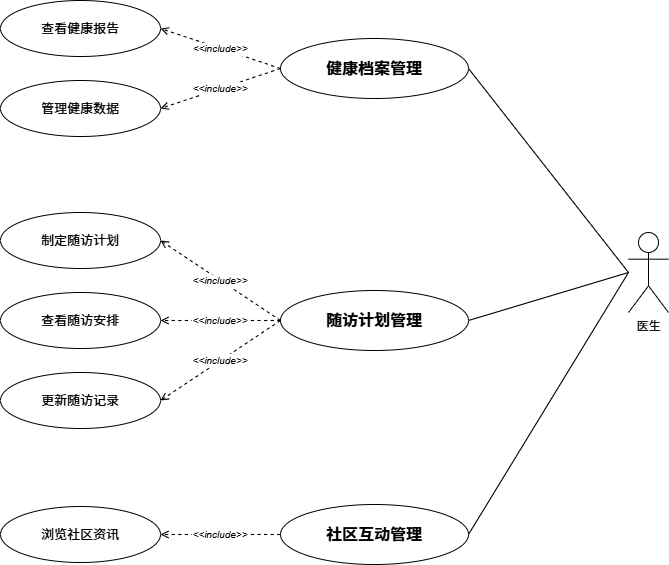 查看健康报告
<<include>>
健康档案管理
<<include>>
管理健康数据
制定随访计划
<<include>>
查看随访安排
<<include>>
随访计划管理
医生
<<include>>
更新随访记录
浏览社区资讯
<<include>>
社区互动管理